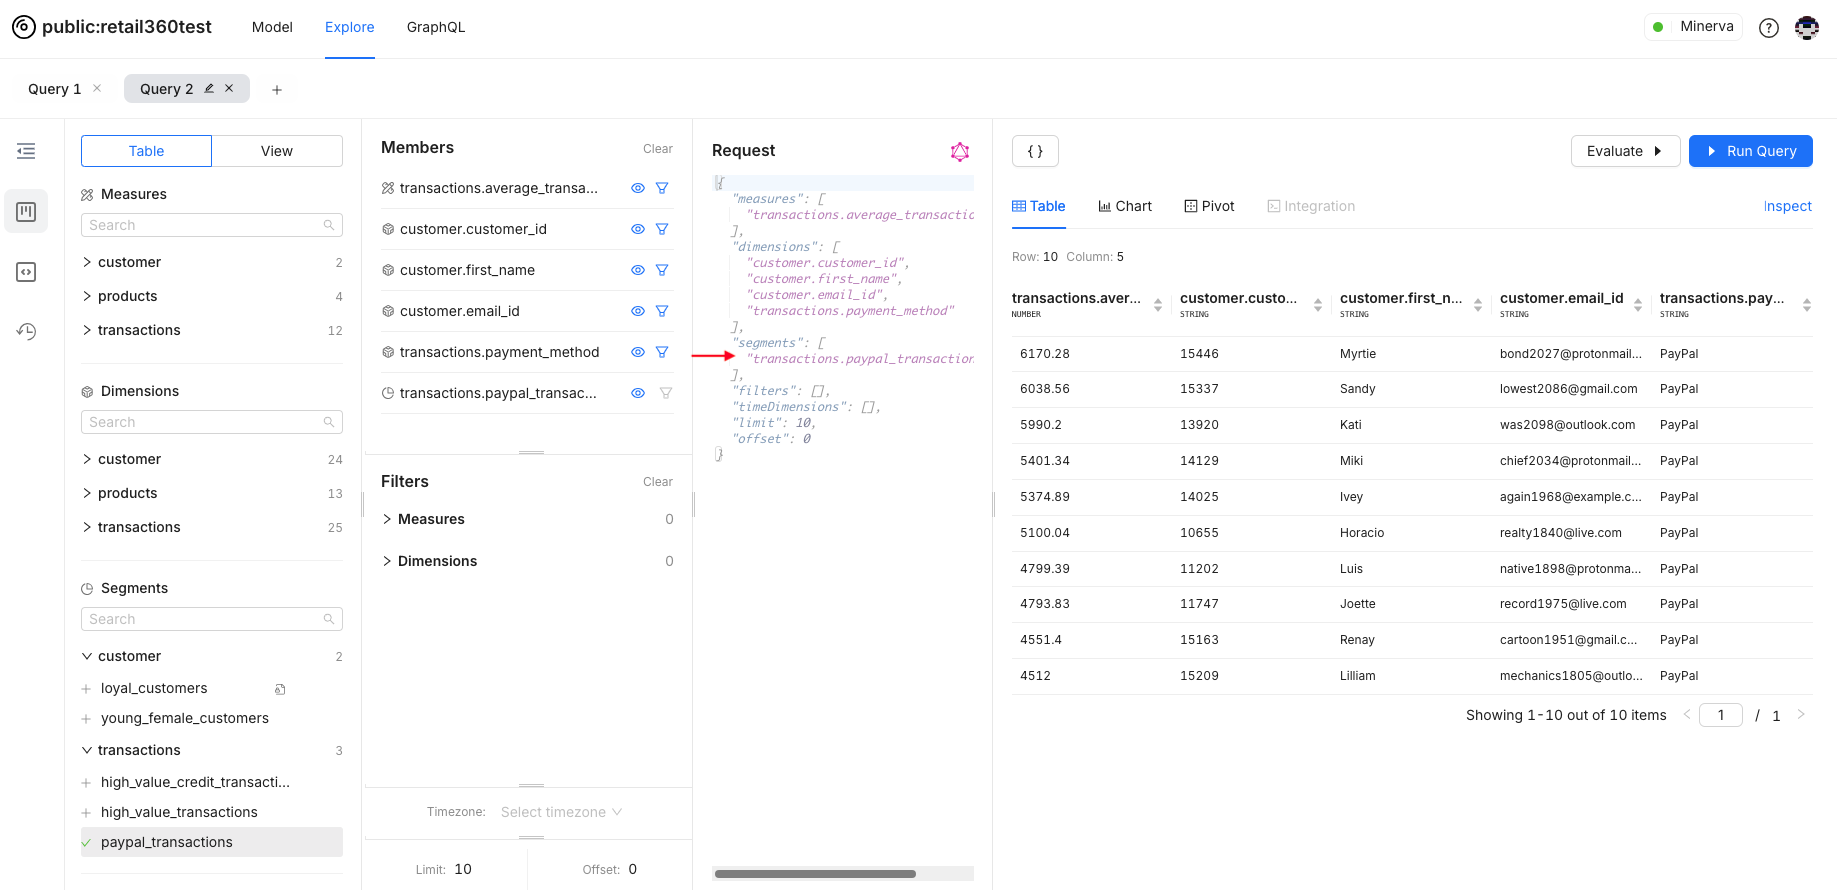 public:retail360test
Model
Explore
GraphQL
Minerva
Query 1
Query 2
Table
View
Measures
Search
customer 2
products 4
transactions 12
Dimensions
Search
customer 24
products 13
transactions 25
Segments
Search
customer 2
loyal_customers
young_female_customers
transactions 3
high_value_credit_transacti...
high_value_transactions
paypal_transactions
Members
Clear
transactions.average_transa...
customer.customer_id
customer.first_name
customer.email_id
transactions.payment_method
transactions.paypal_transac...
Filters
Clear
Measures 0
Dimensions 0
Timezone: Select timezone
Limit: 10
Offset: 0
Request
{
"measures": [
"transactions.average_transactio
],
"dimensions": [
"customer.customer_id",
"customer.first_name",
"customer.email_id",
"transactions.payment_method"
],
"segments": [
"transactions.paypal_transaction
],
"filters": [],
"timeDimensions": [],
"limit": 10,
"offset": 0
}
{ }
Evaluate
Run Query
Table
Chart
Pivot
Integration
Inspect
Row: 10 Column: 5
transactions.aver... customer.custo... customer.first_n... customer.email_id transactions.pay...
NUMBER STRING STRING STRING STRING
6170.28 15446 Myrtie bond2027@protonmail... PayPal
6038.56 15337 Sandy lowest2086@gmail.com PayPal
5990.2 13920 Kati was2098@outlook.com PayPal
5401.34 14129 Miki chief2034@protonmail... PayPal
5374.89 14025 Ivey again1968@example.c... PayPal
5100.04 10655 Horacio realty1840@live.com PayPal
4799.39 11202 Luis native1898@protonma... PayPal
4793.83 11747 Joette record1975@live.com PayPal
4551.4 15163 Renay cartoon1951@gmail.c... PayPal
4512 15209 Lilliam mechanics1805@outlo... PayPal
Showing 1-10 out of 10 items
1 / 1